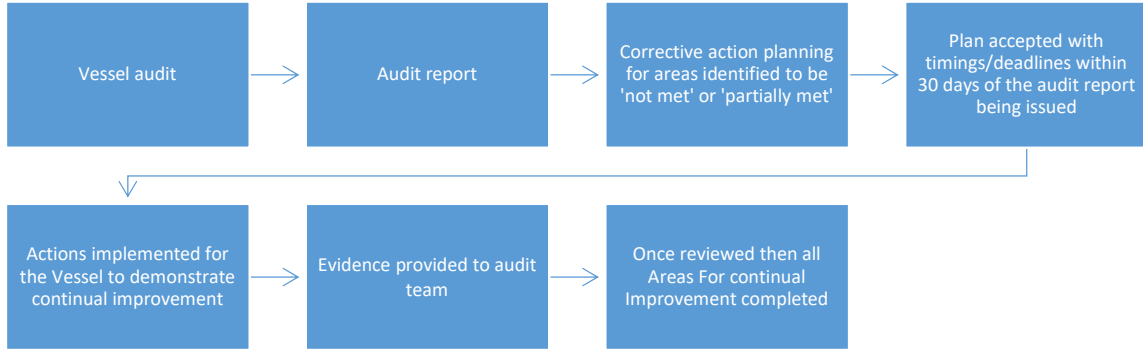 Vessel audit
Audit report
Corrective action planning
for areas identified to be
'not met' or 'partially met'
Plan accepted with
timings/deadlines within
30 days of the audit report
being issued
Actions implemented for
the Vessel to demonstrate
continual improvement
Evidence provided to audit
team
Once reviewed then all
Areas For continual
Improvement completed